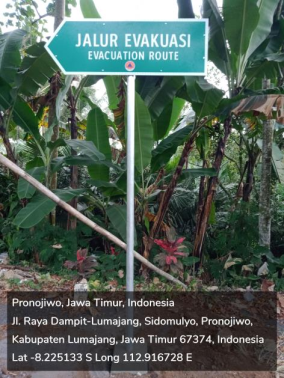 JALUR EVAKUASI
EVACUATION ROUTE
Pronojiwo, Jawa Timur, Indonesia
Jl. Raya Dampit-Lumajang, Sidomulyo, Pronojiwo,
Kabupaten Lumajang, Jawa Timur 67374, Indonesia
Lat -8.225133 S Long 112.916728 E